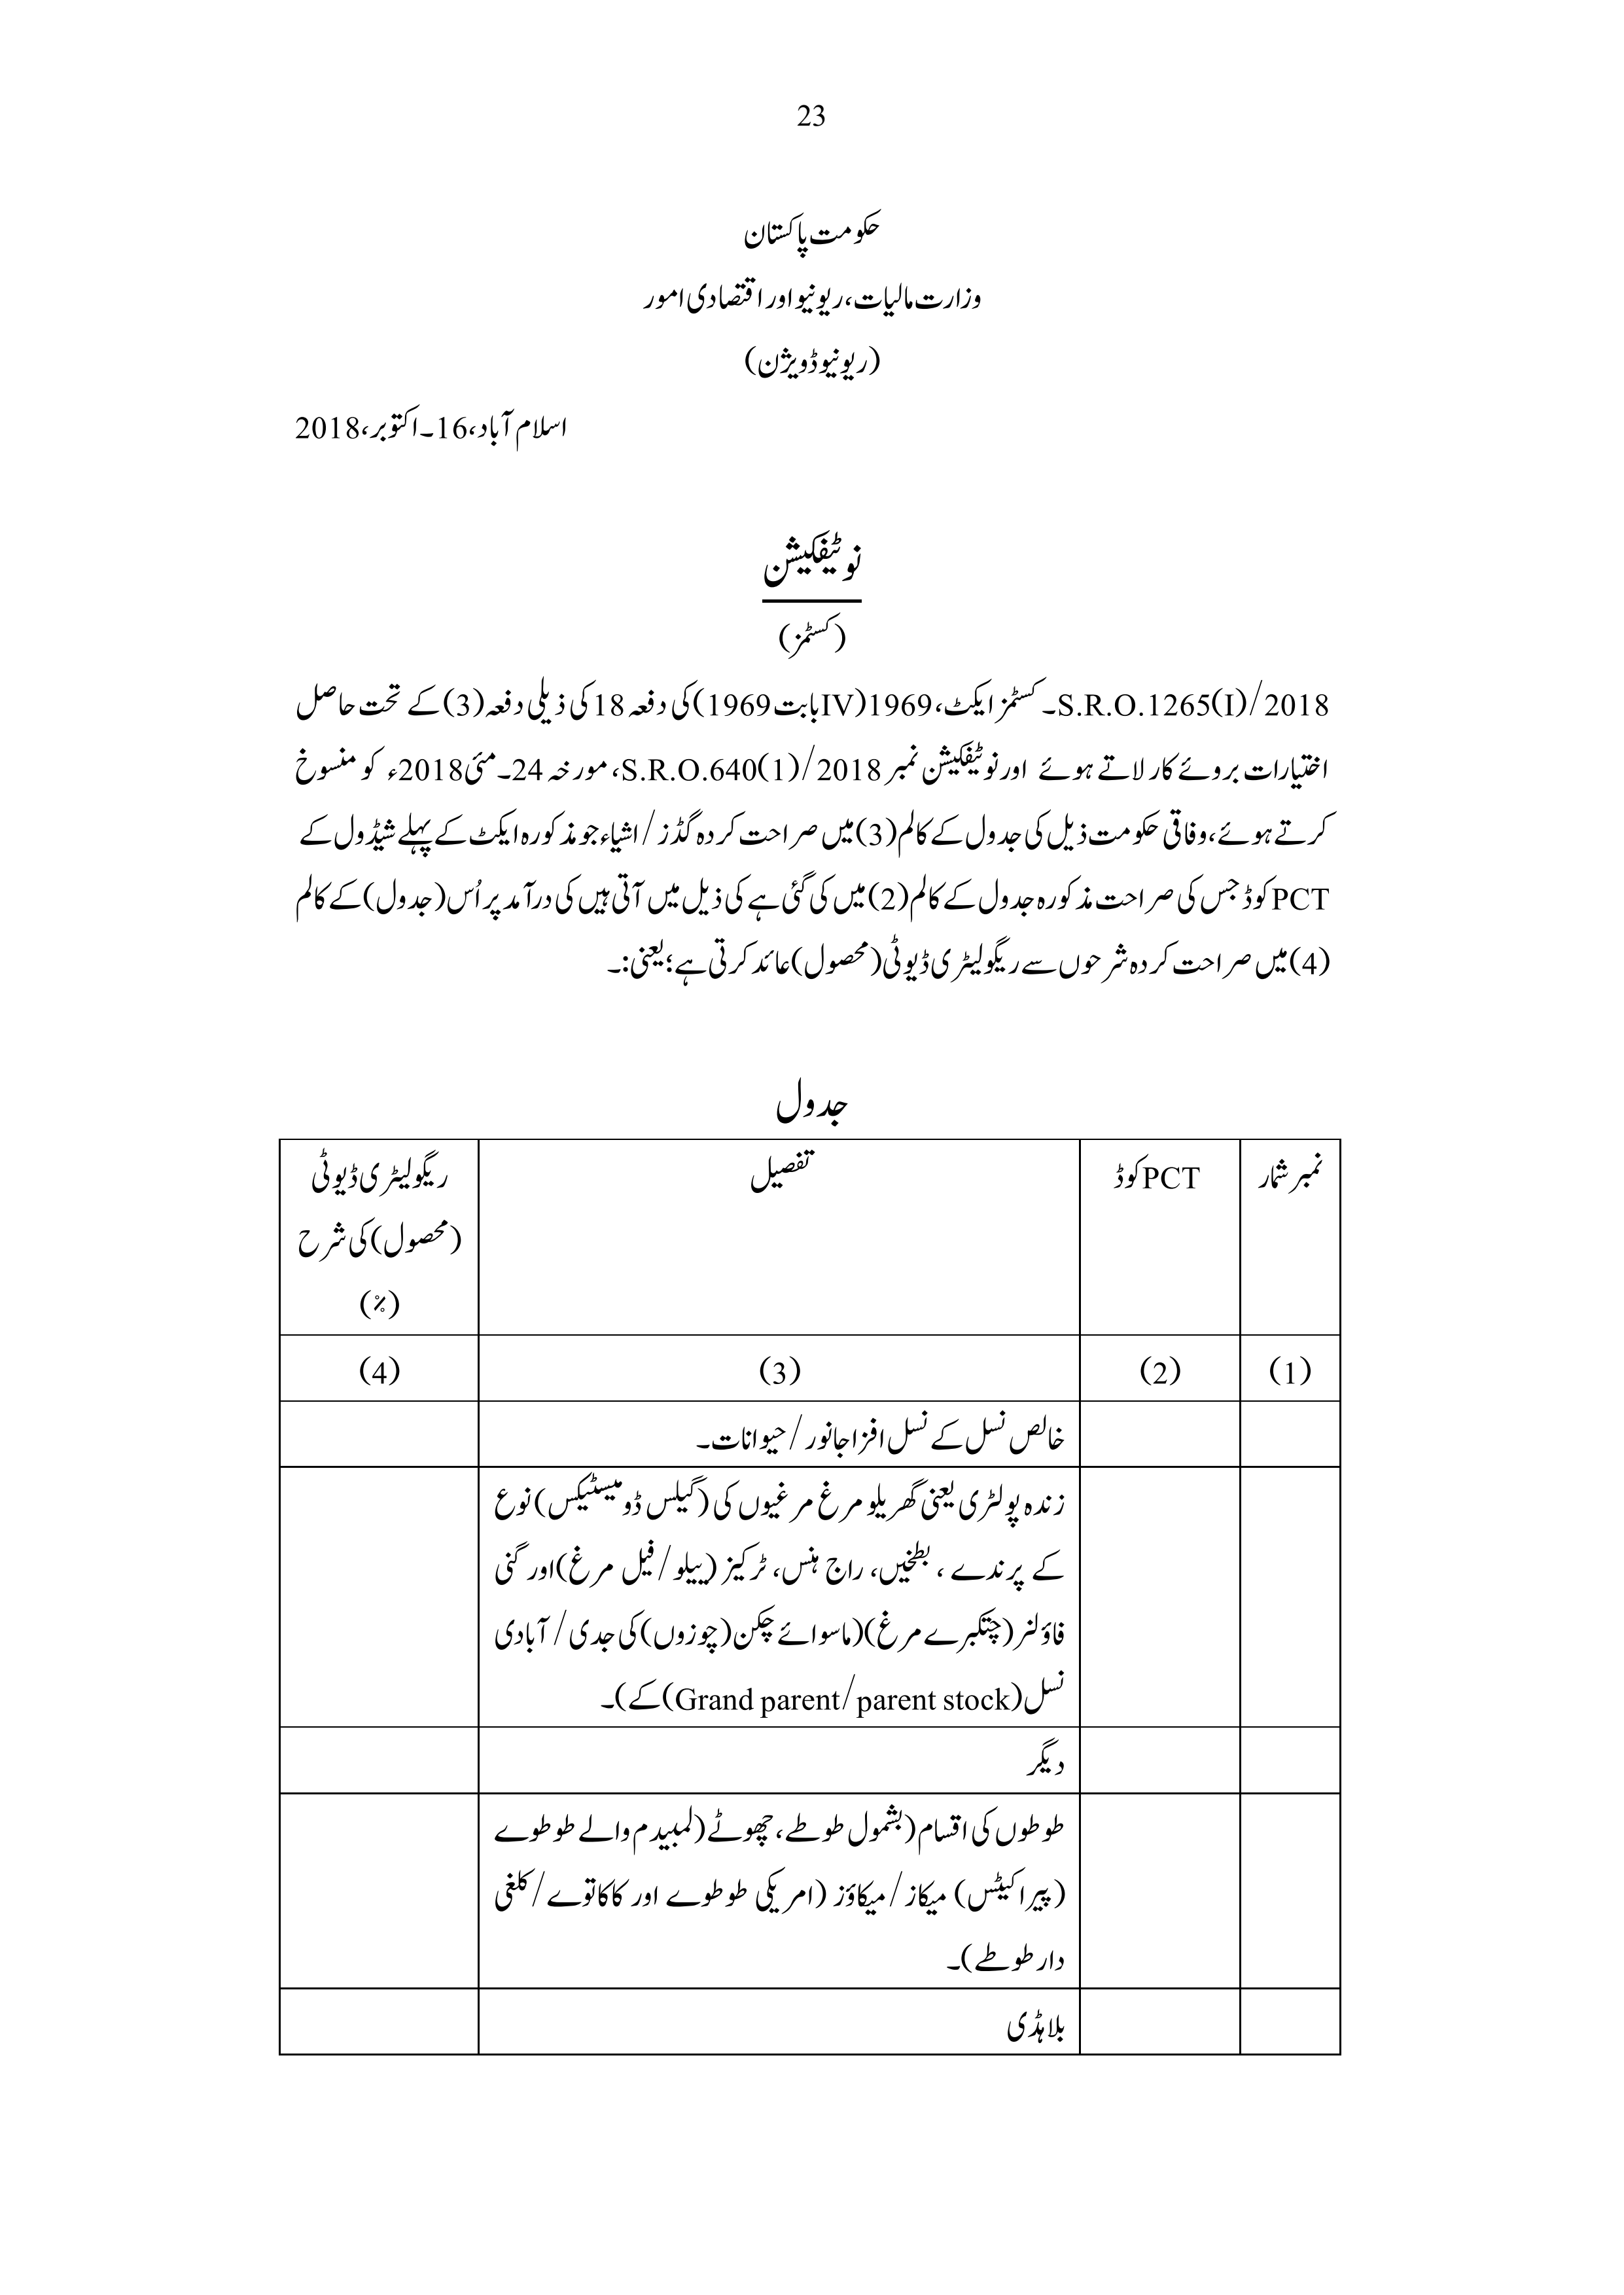 23
حکومت پاکستان
وزارت مالیات، ریونیو اور اقتصادی امور
(ریونیو ڈویژن)
اسلام آباد، 16۔اکتوبر، 2018
نوٹیفکیشن
(کسٹمز)
S.R.O.1265(I)/2018۔ کسٹمز ایکٹ، 1969(IV بابت 1969) کی دفعہ 18 کی ذیلی دفعہ (3) کے تحت حاصل
اختیارات بروئے کار لاتے ہوئے اور نوٹیفکیشن نمبر S.R.O.640(1)/2018، مورخہ 24۔مئی 2018ء کو منسوخ
کرتے ہوئے، وفاقی حکومت ذیل کی جدول کے کالم (3) میں صراحت کردہ گڈز/اشیاء جو مذکورہ ایکٹ کے پہلے شیڈول کے
PCT کوڈ جس کی صراحت مذکورہ جدول کے کالم (2) میں کی گئی ہے کی ذیل میں آتی ہیں کی درآمد پر اُس (جدول) کے کالم
(4) میں صراحت کردہ شرحوں سے ریگولیٹری ڈیوٹی (محصول) عائد کرتی ہے؛ یعنی:۔
جدول
نمبر شمار PCT کوڈ تفصیل ریگولیٹری ڈیوٹی
(محصول) کی شرح
(٪)
(1) (2) (3) (4)
خالص نسل کے نسل افزا جانور/حیوانات۔
زندہ پولٹری یعنی گھریلو مرغ مرغیوں کی (گیلس ڈومیسٹیکس) نوع
کے پرندے، بطخیں، راج ہنس، ٹرکیز (پیلو/فیل مرغ) اور گنی
فاؤلنر (چتکبرے مرغ) (ماسوائے چکن (چوزوں) کی جدی/آبادی
نسل (Grand parent/parent stock) کے)۔
دیگر
طوطوں کی اقسام (بشمول طوطے، چھوٹے (لمبیدم والے طوطوے
(پیراکیٹس) میکاز/میکاؤز (امریکی طوطوے اور کاکاتوے/کلغی
دار طوطے)۔
بلا ہڈی